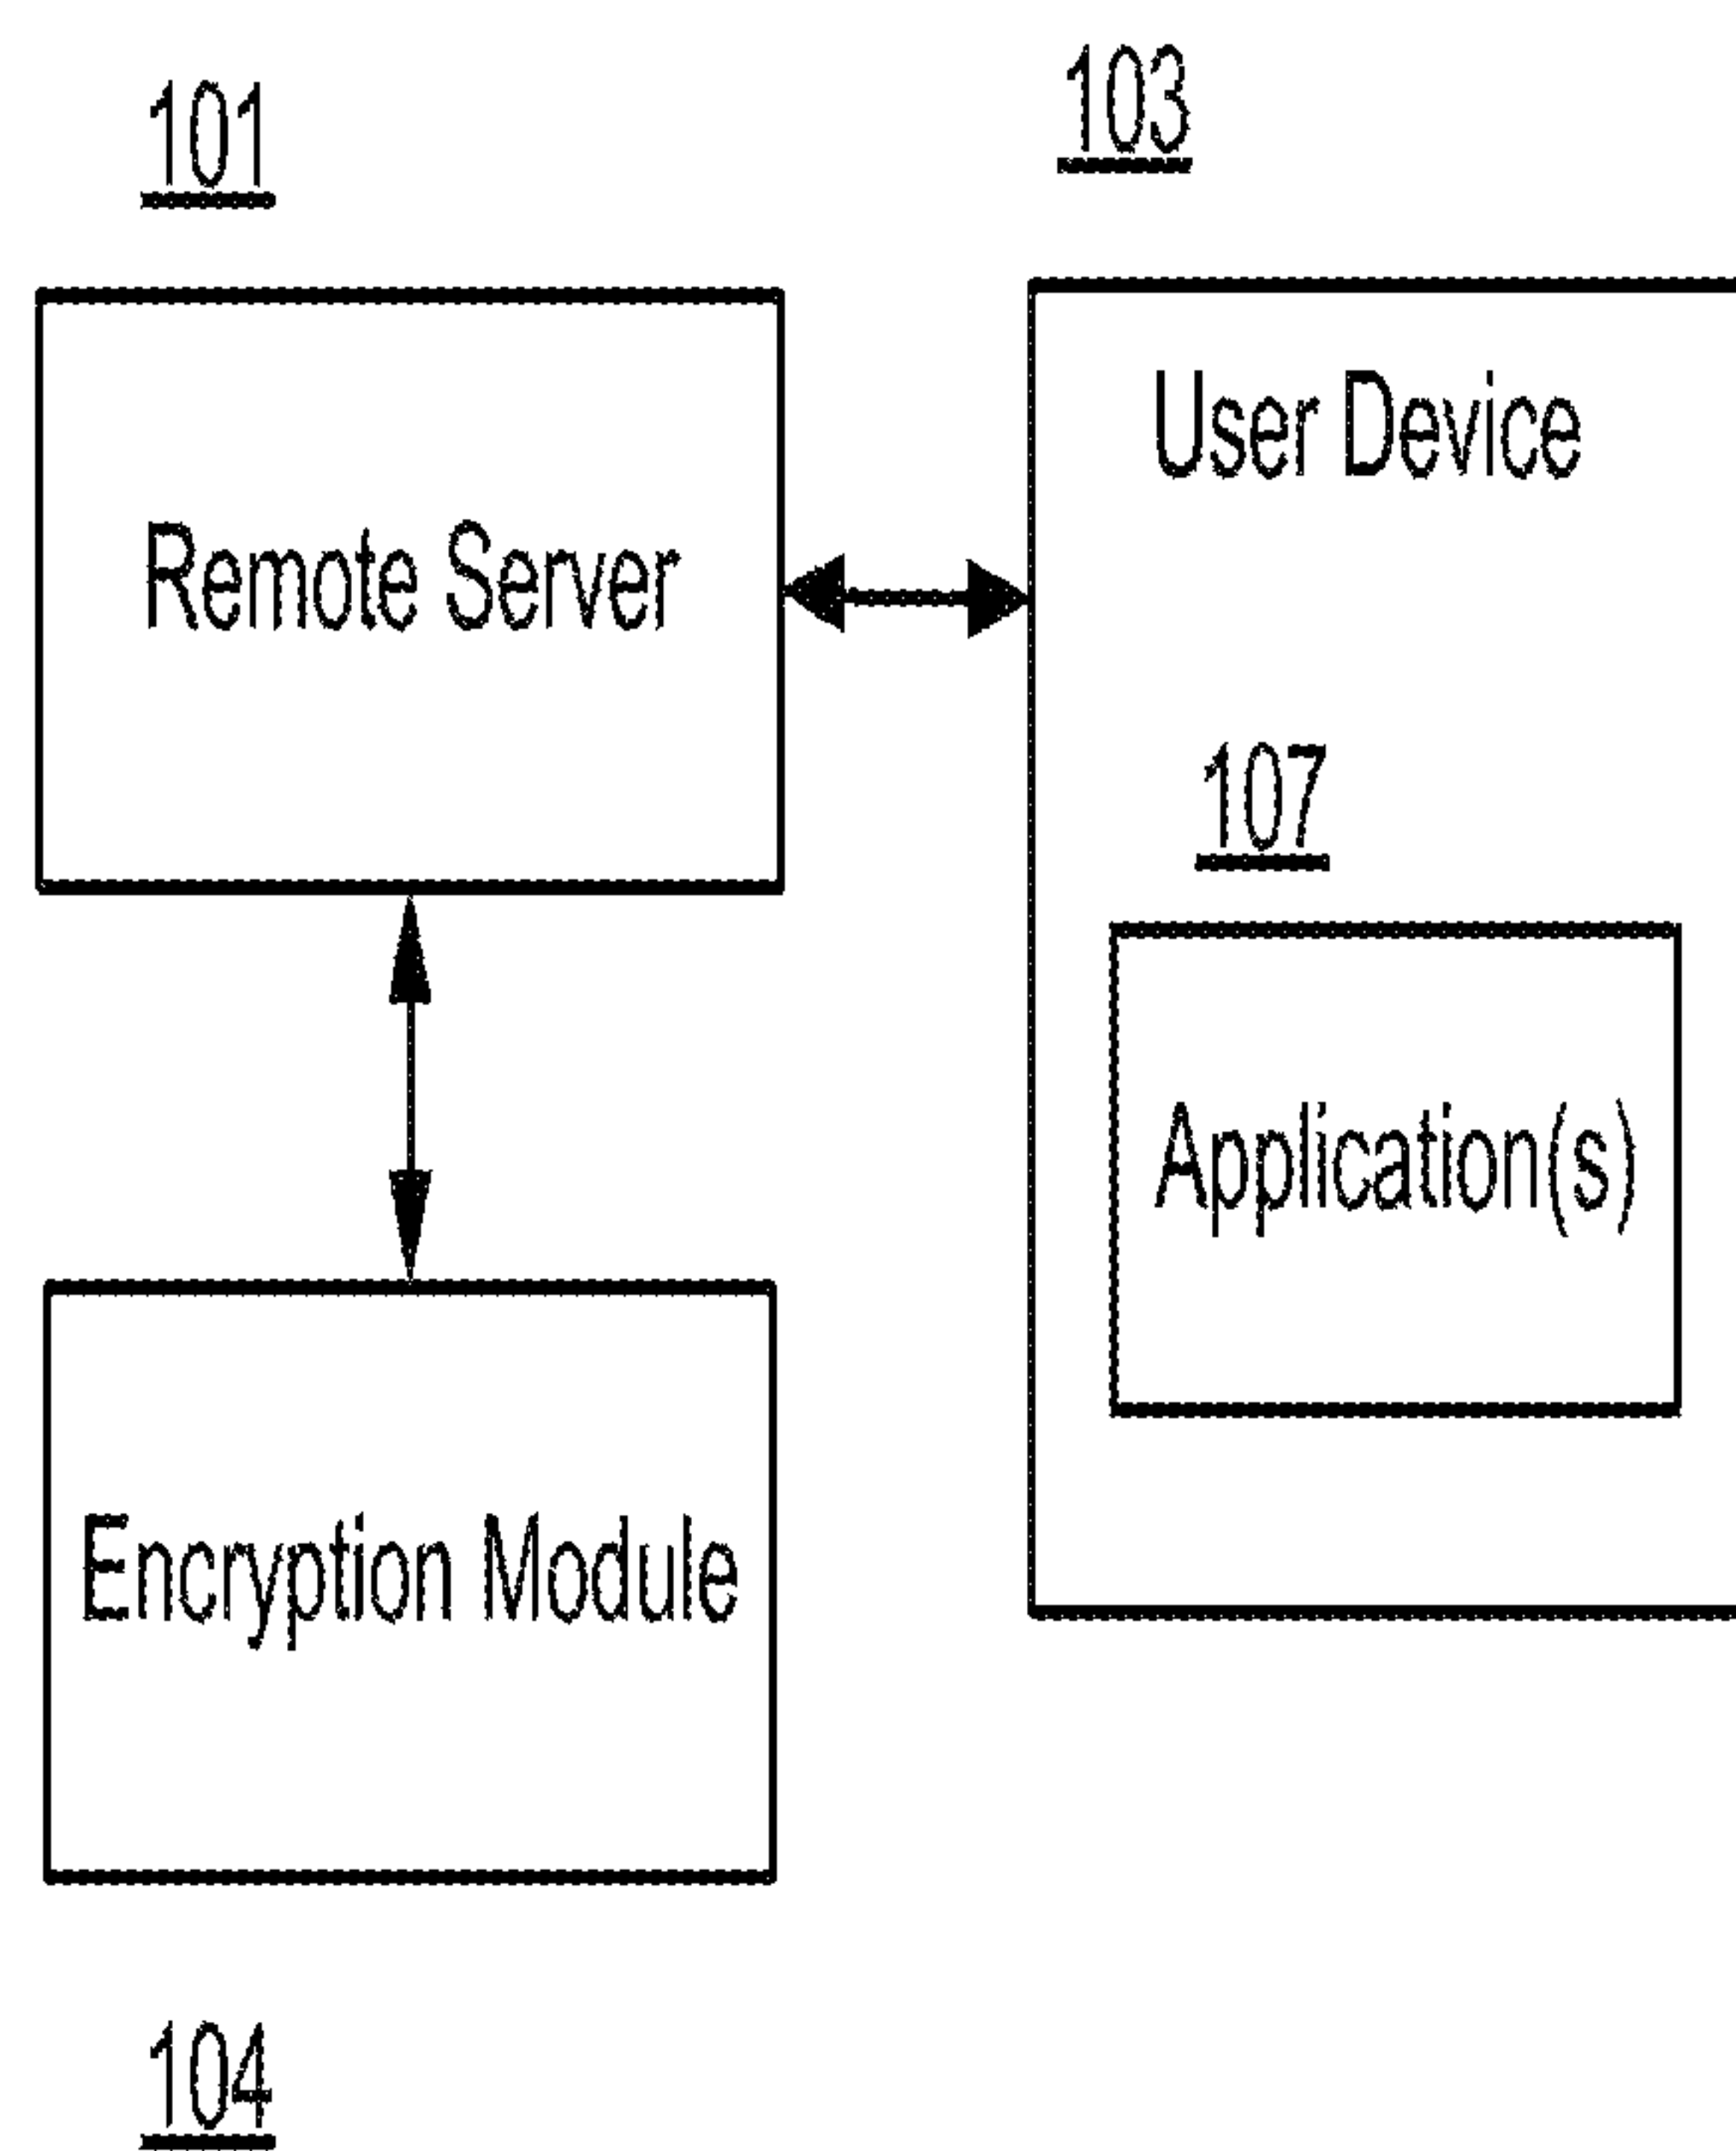 101
103
Remote Server
User Device
107
Application(s)
Encryption Module
104